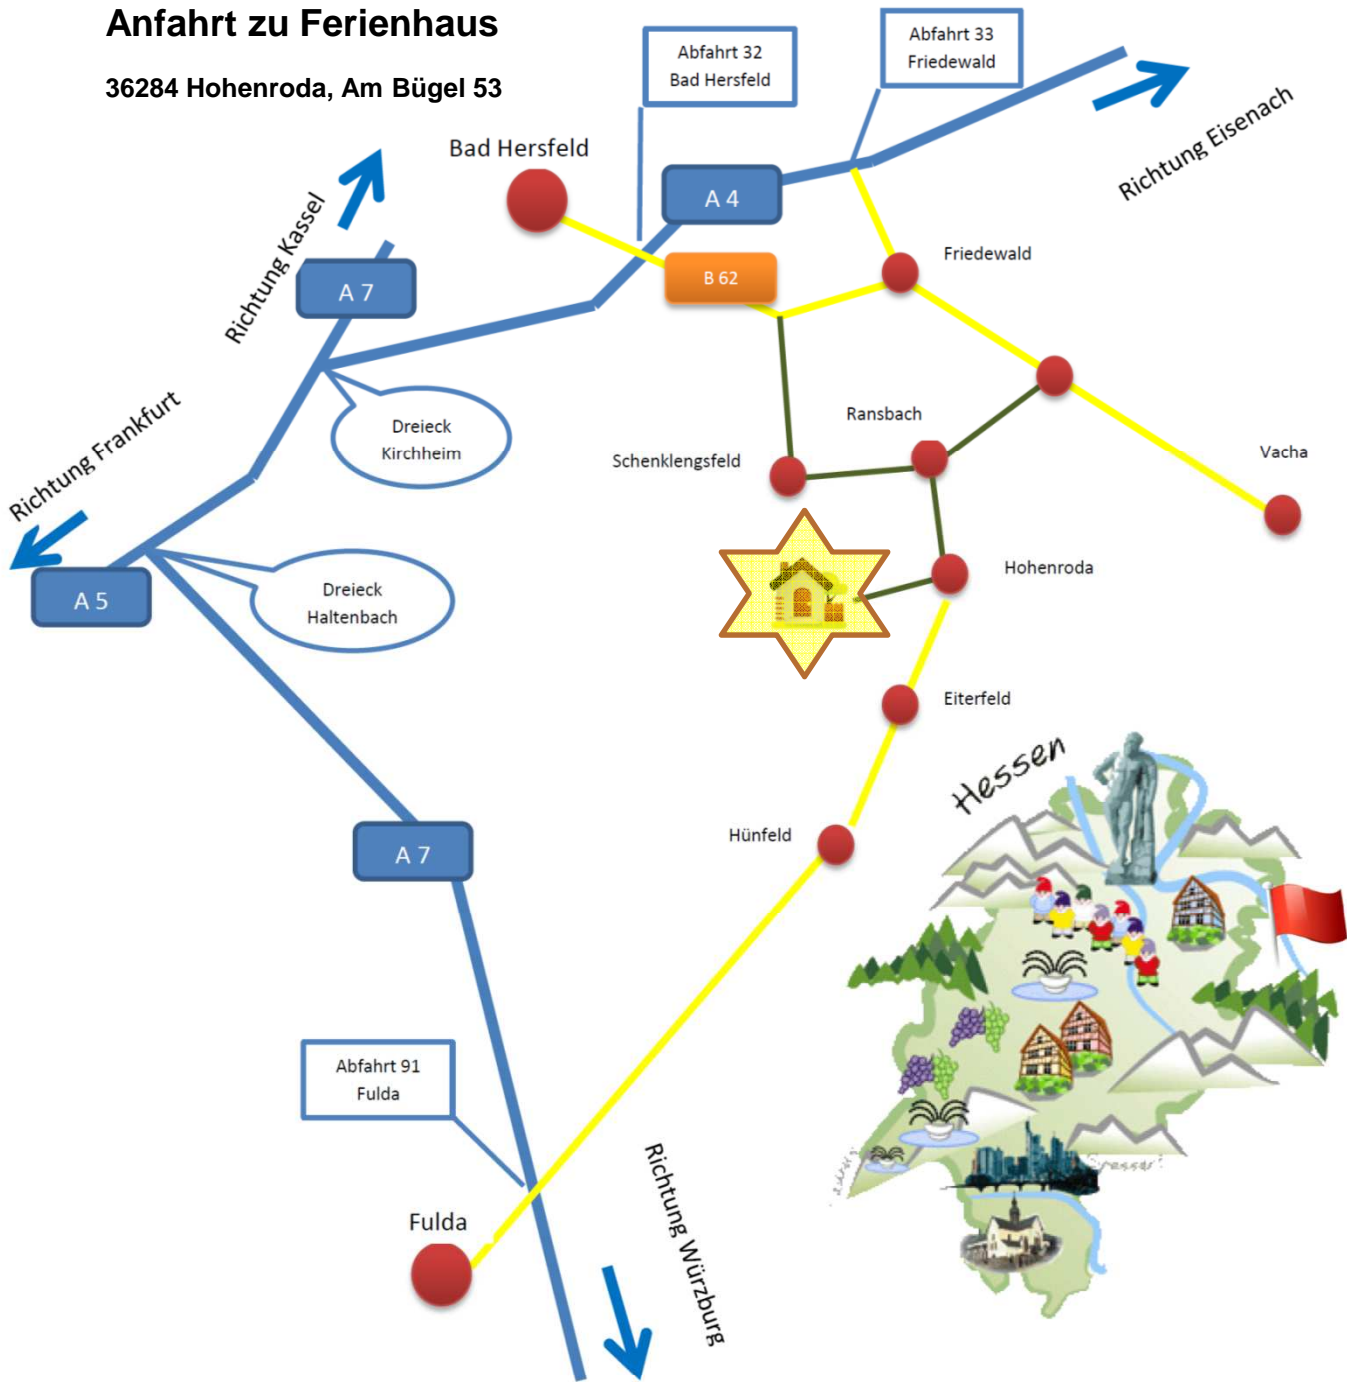 Anfahrt zu Ferienhaus
36284 Hohenroda, Am Bügel 53
Abfahrt 32
Bad Hersfeld
Abfahrt 33
Friedewald
Richtung Eisenach
Bad Hersfeld
A 4
Richtung Kassel
A 7
B 62
Friedewald
Dreieck
Kirchheim
Richtung Frankfurt
Ransbach
Schenklengsfeld
Vacha
A 5
Dreieck
Haltenbach
Hohenroda
Eiterfeld
Hessen
Hünfeld
A 7
Abfahrt 91
Fulda
Richtung Würzburg
Fulda